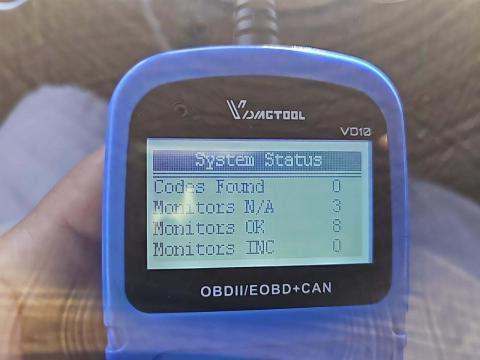 VDMCTOOL
VD10
System Status
Codes Found 0
Monitors N/A 3
Monitors OK 8
Monitors INC 0
OBDII/EOBD+CAN